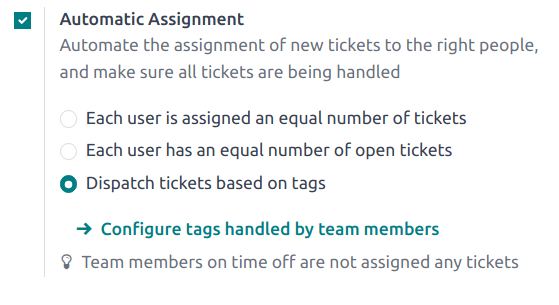 Automatic Assignment
Automate the assignment of new tickets to the right people,
and make sure all tickets are being handled
Each user is assigned an equal number of tickets
Each user has an equal number of open tickets
Dispatch tickets based on tags
Configure tags handled by team members
Team members on time off are not assigned any tickets